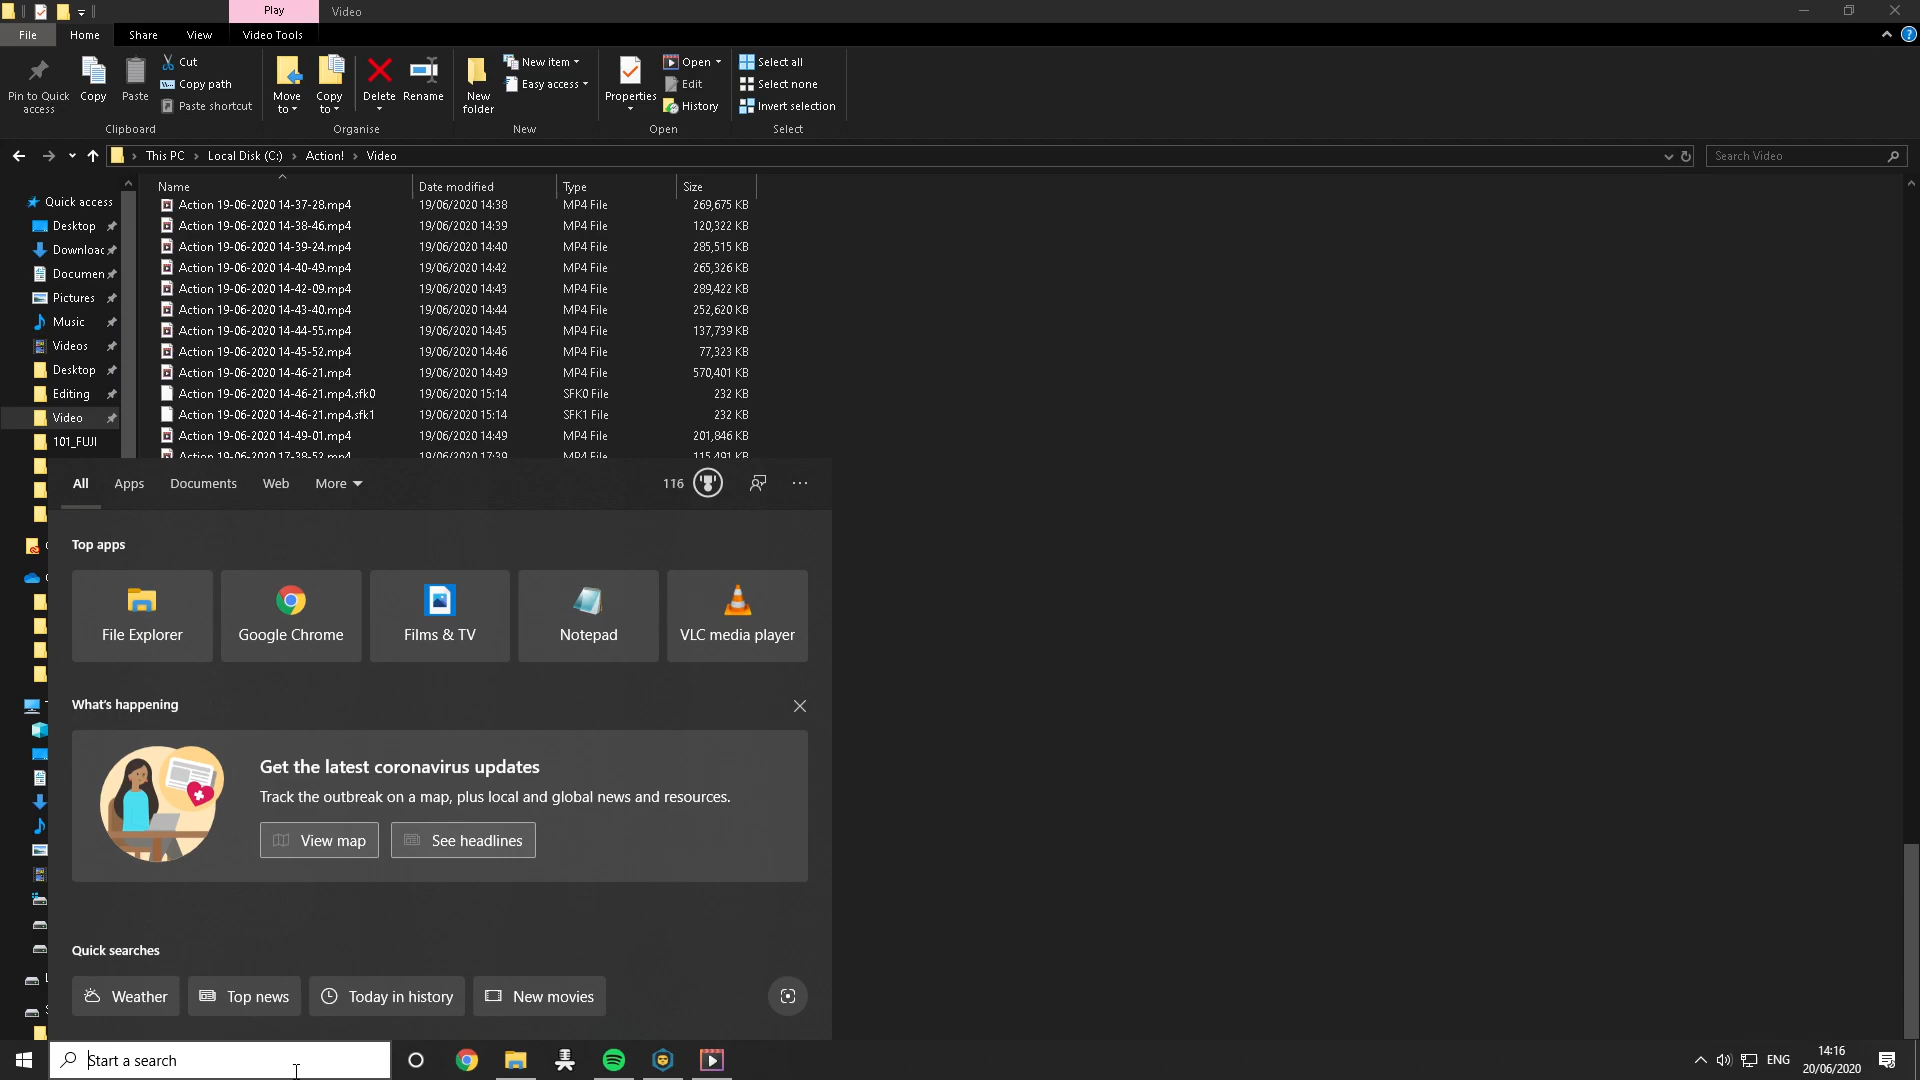 Play
Video
File
Home
Share
View
Video Tools
Pin to Quick access
Copy
Paste
Cut
Copy path
Paste shortcut
Clipboard
Move to
Copy to
Delete
Rename
Organise
New folder
New item
Easy access
New
Properties
Open
Edit
History
Open
Select all
Select none
Invert selection
Select
This PC
Local Disk (C:)
Action!
Video
Search Video
Name
Date modified
Type
Size
Action 19-06-2020 14-37-28.mp4 19/06/2020 14:38 MP4 File 269,675 KB
Action 19-06-2020 14-38-46.mp4 19/06/2020 14:39 MP4 File 120,322 KB
Action 19-06-2020 14-39-24.mp4 19/06/2020 14:40 MP4 File 285,515 KB
Action 19-06-2020 14-40-49.mp4 19/06/2020 14:42 MP4 File 265,326 KB
Action 19-06-2020 14-42-09.mp4 19/06/2020 14:43 MP4 File 289,422 KB
Action 19-06-2020 14-43-40.mp4 19/06/2020 14:44 MP4 File 252,620 KB
Action 19-06-2020 14-44-55.mp4 19/06/2020 14:45 MP4 File 137,739 KB
Action 19-06-2020 14-45-52.mp4 19/06/2020 14:46 MP4 File 77,323 KB
Action 19-06-2020 14-46-21.mp4 19/06/2020 14:49 MP4 File 570,401 KB
Action 19-06-2020 14-46-21.mp4.sfk0 19/06/2020 15:14 SFK0 File 232 KB
Action 19-06-2020 14-46-21.mp4.sfk1 19/06/2020 15:14 SFK1 File 232 KB
Action 19-06-2020 14-49-01.mp4 19/06/2020 14:49 MP4 File 201,846 KB
Action 19-06-2020 17-38-52.mp4 19/06/2020 17:39 MP4 File 115,491 KB
Quick access
Desktop
Downloac
Documen
Pictures
Music
Videos
Desktop
Editing
Video
101_FUJI
All
Apps
Documents
Web
More
116
Top apps
File Explorer
Google Chrome
Films & TV
Notepad
VLC media player
What's happening
Get the latest coronavirus updates
Track the outbreak on a map, plus local and global news and resources.
View map
See headlines
Quick searches
Weather
Top news
Today in history
New movies
Start a search
ENG
14:16
20/06/2020